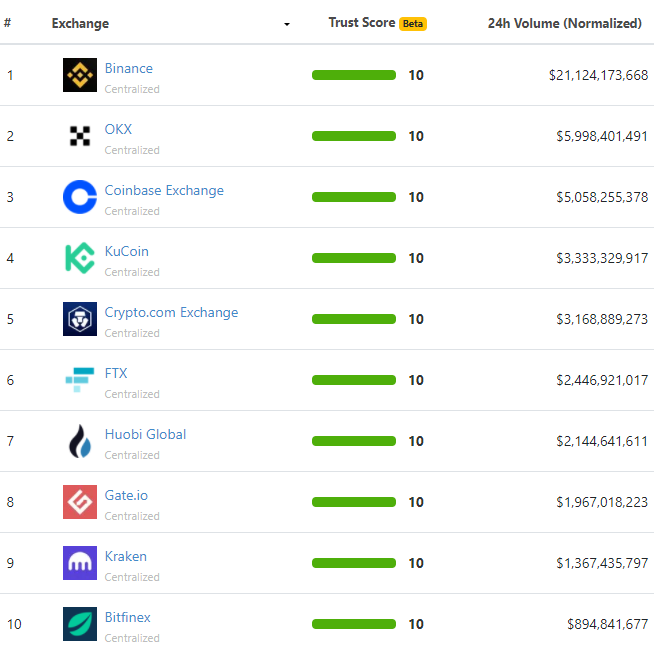 # Exchange Trust Score Beta 24h Volume (Normalized)
1 Binance 10 $21,124,173,668
Centralized
2 OKX 10 $5,998,401,491
Centralized
3 Coinbase Exchange 10 $5,058,255,378
Centralized
4 KuCoin 10 $3,333,329,917
Centralized
5 Crypto.com Exchange 10 $3,168,889,273
Centralized
6 FTX 10 $2,446,921,017
Centralized
7 Huobi Global 10 $2,144,641,611
Centralized
8 Gate.io 10 $1,967,018,223
Centralized
9 Kraken 10 $1,367,435,797
Centralized
10 Bitfinex 10 $894,841,677
Centralized